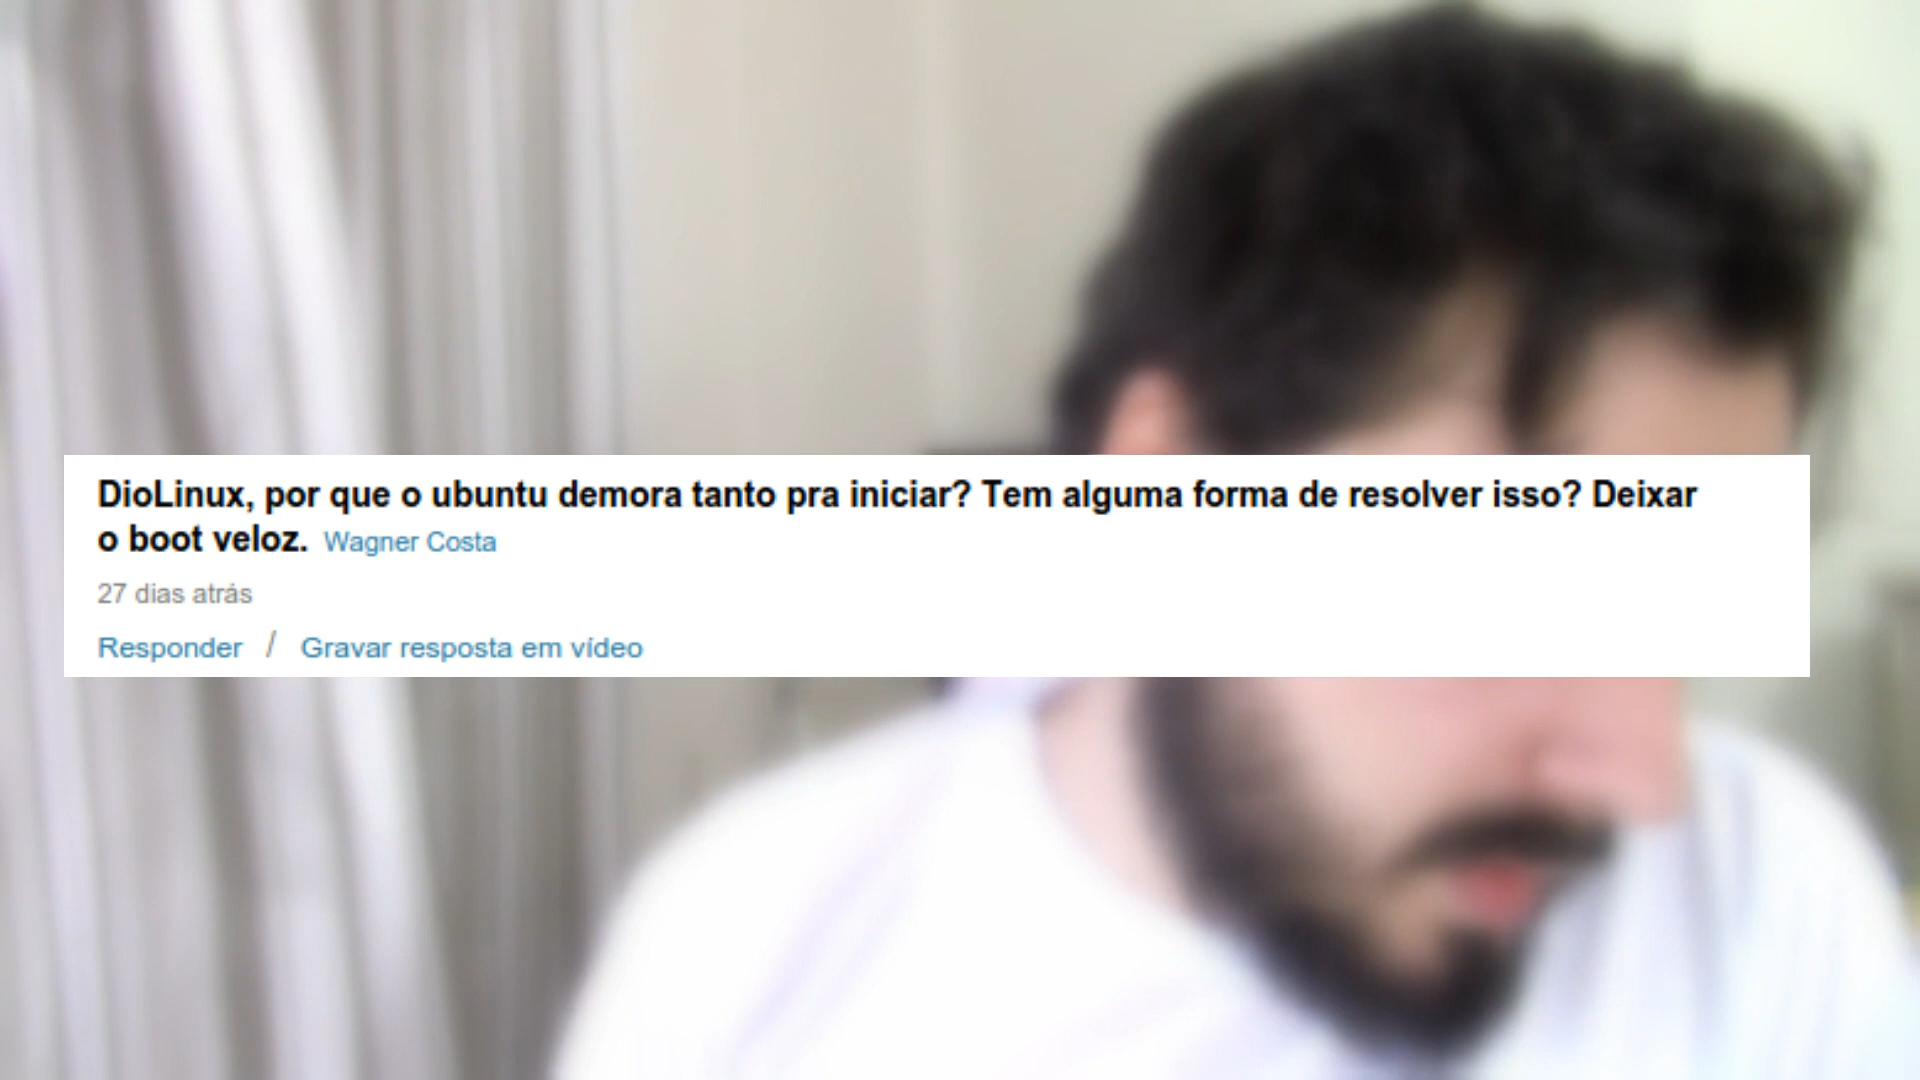 DioLinux, por que o ubuntu demora tanto pra iniciar? Tem alguma forma de resolver isso? Deixar
o boot veloz. Wagner Costa
27 dias atrás
Responder / Gravar resposta em vídeo